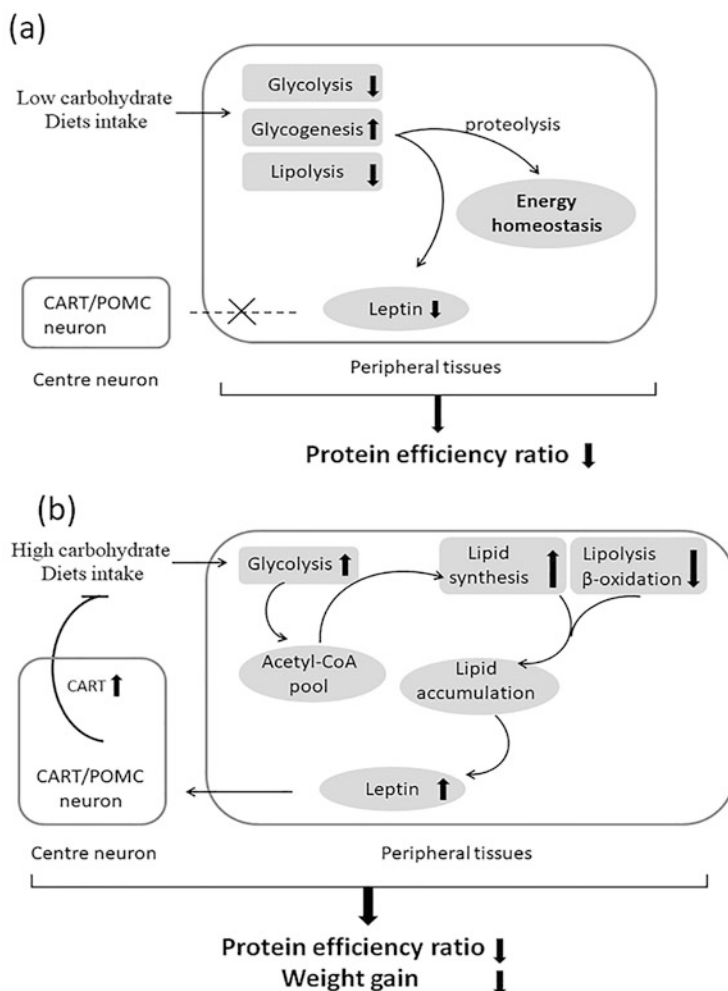 (a)
Low carbohydrate
Diets intake
Glycolysis ↓
Glycogenesis ↑
Lipolysis ↓
proteolysis
Energy
homeostasis
CART/POMC
neuron
Leptin ↓
Centre neuron
Peripheral tissues
Protein efficiency ratio ↓
(b)
High carbohydrate
Diets intake
Glycolysis ↑
Lipid
synthesis ↑
Lipolysis
β-oxidation ↓
Acetyl-CoA
pool
Lipid
accumulation
CART ↑
CART/POMC
neuron
Leptin ↑
Centre neuron
Peripheral tissues
Protein efficiency ratio ↓
Weight gain ↓